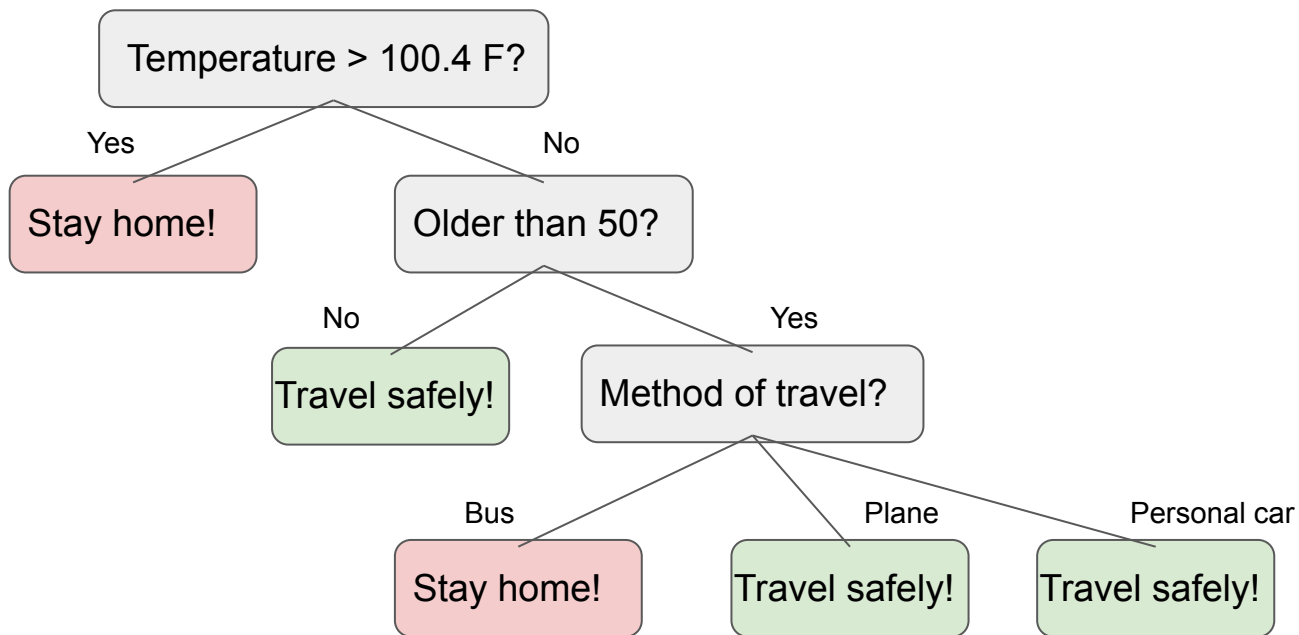 Temperature > 100.4 F?
Yes
No
Stay home!
Older than 50?
No
Yes
Travel safely!
Method of travel?
Bus
Plane
Personal car
Stay home!
Travel safely!
Travel safely!